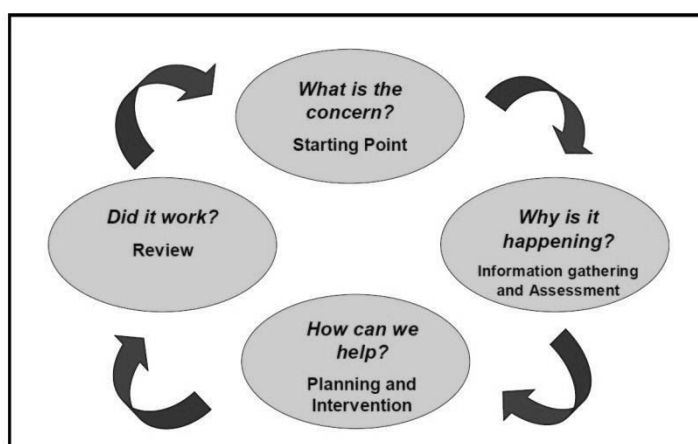 What is the
concern?
Starting Point
Why is it
happening?
Information gathering
and Assessment
How can we
help?
Planning and
Intervention
Did it work?
Review